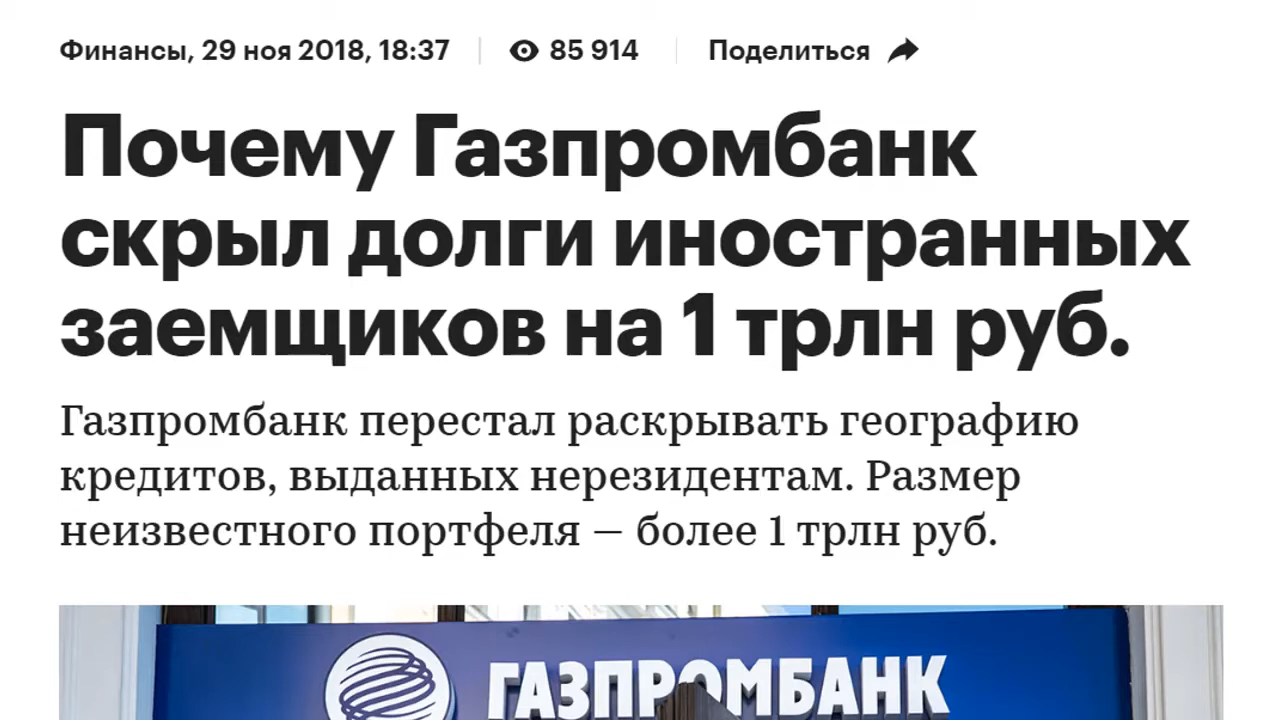 Финансы, 29 ноя 2018, 18:37 85 914 Поделиться
Почему Газпромбанк
скрыл долги иностранных
заемщиков на 1 трлн руб.
Газпромбанк перестал раскрывать географию
кредитов, выданных нерезидентам. Размер
неизвестного портфеля — более 1 трлн руб.
ГАЗПРОМБАНК